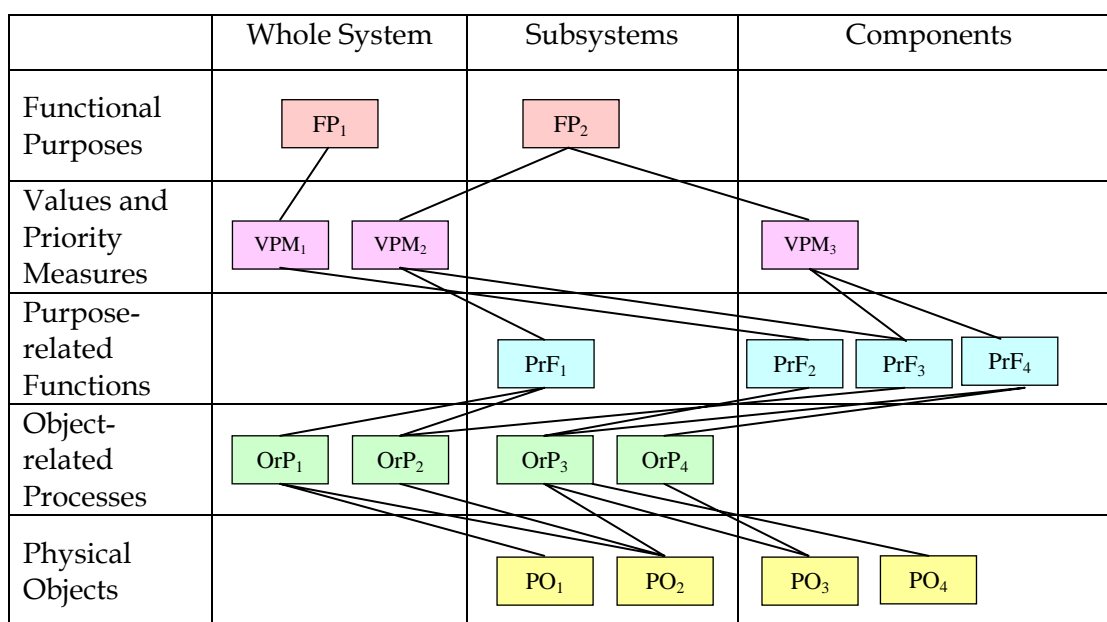 Whole System Subsystems Components
Functional
Purposes
FP₁ FP₂
Values and
Priority
Measures
VPM₁ VPM₂ VPM₃
Purpose-
related
Functions
PrF₁ PrF₂ PrF₃ PrF₄
Object-
related
Processes
OrP₁ OrP₂ OrP₃ OrP₄
Physical
Objects
PO₁ PO₂ PO₃ PO₄